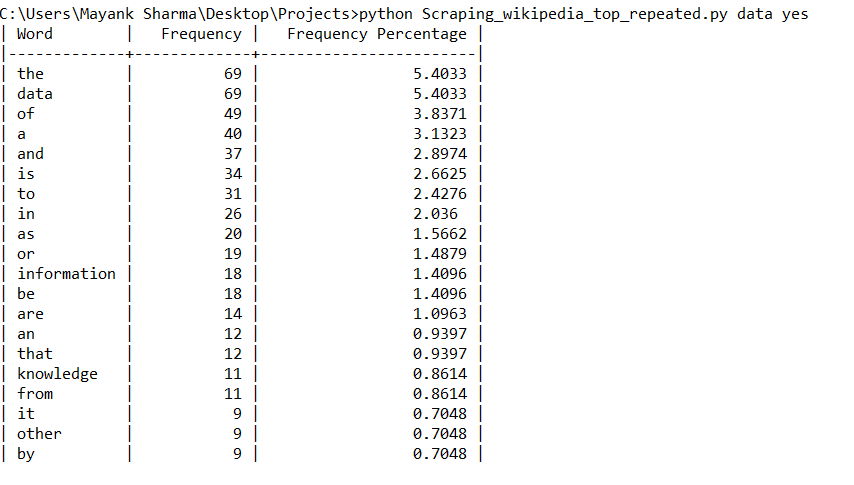 C:\Users\Mayank Sharma\Desktop\Projects>python Scraping_wikipedia_top_repeated.py data yes
| Word        |   Frequency |   Frequency Percentage |
|-------------+-------------+------------------------|
| the         |          69 |                 5.4033 |
| data        |          69 |                 5.4033 |
| of          |          49 |                 3.8371 |
| a           |          40 |                 3.1323 |
| and         |          37 |                 2.8974 |
| is          |          34 |                 2.6625 |
| to          |          31 |                 2.4276 |
| in          |          26 |                 2.036  |
| as          |          20 |                 1.5662 |
| or          |          19 |                 1.4879 |
| information |          18 |                 1.4096 |
| be          |          18 |                 1.4096 |
| are         |          14 |                 1.0963 |
| an          |          12 |                 0.9397 |
| that        |          12 |                 0.9397 |
| knowledge   |          11 |                 0.8614 |
| from        |          11 |                 0.8614 |
| it          |           9 |                 0.7048 |
| other       |           9 |                 0.7048 |
| by          |           9 |                 0.7048 |